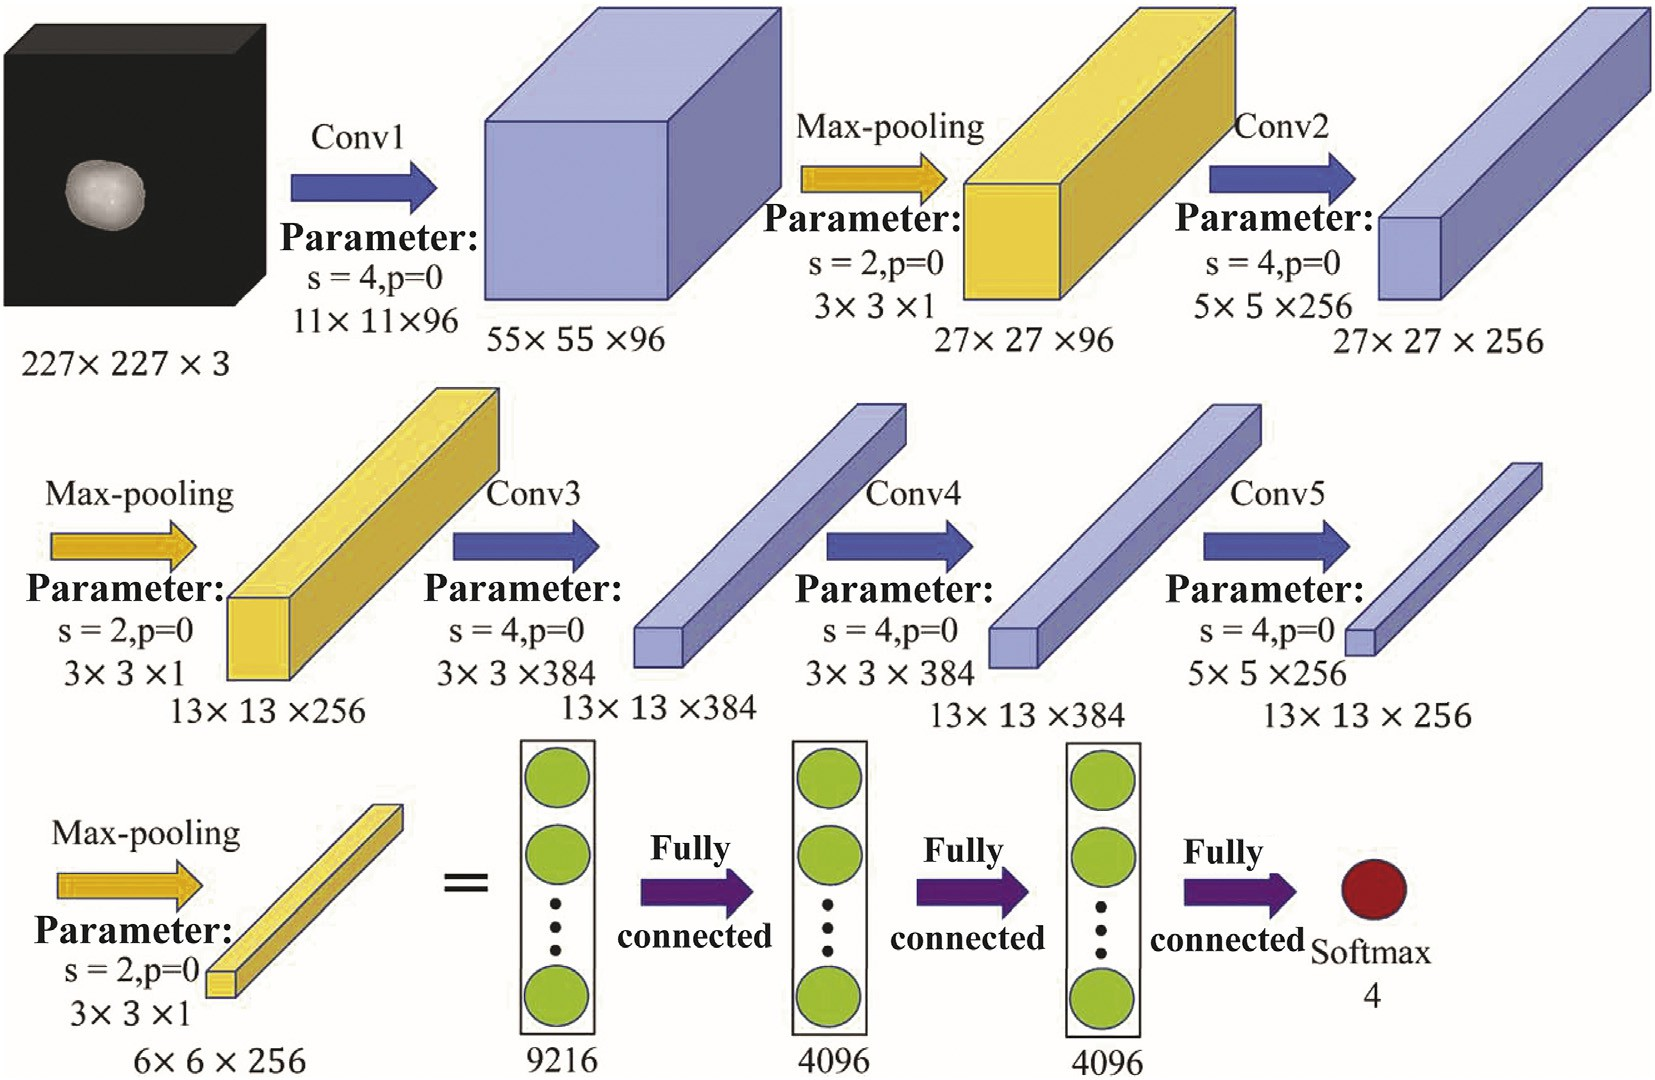 Conv1
Parameter:
s = 4,p=0
11× 11×96
227× 227 × 3
55× 55 ×96
Max-pooling
Parameter:
s = 2,p=0
3× 3 ×1
27× 27 ×96
Conv2
Parameter:
s = 4,p=0
5× 5 ×256
27× 27 × 256
Max-pooling
Parameter:
s = 2,p=0
3× 3 ×1
13× 13 ×256
Conv3
Parameter:
s = 4,p=0
3× 3 ×384
13× 13 ×384
Conv4
Parameter:
s = 4,p=0
3× 3 × 384
13× 13 ×384
Conv5
Parameter:
s = 4,p=0
5× 5 ×256
13× 13 × 256
Max-pooling
Parameter:
s = 2,p=0
3× 3 ×1
6× 6 × 256
=
9216
Fully
connected
4096
Fully
connected
4096
Fully
connected
Softmax
4